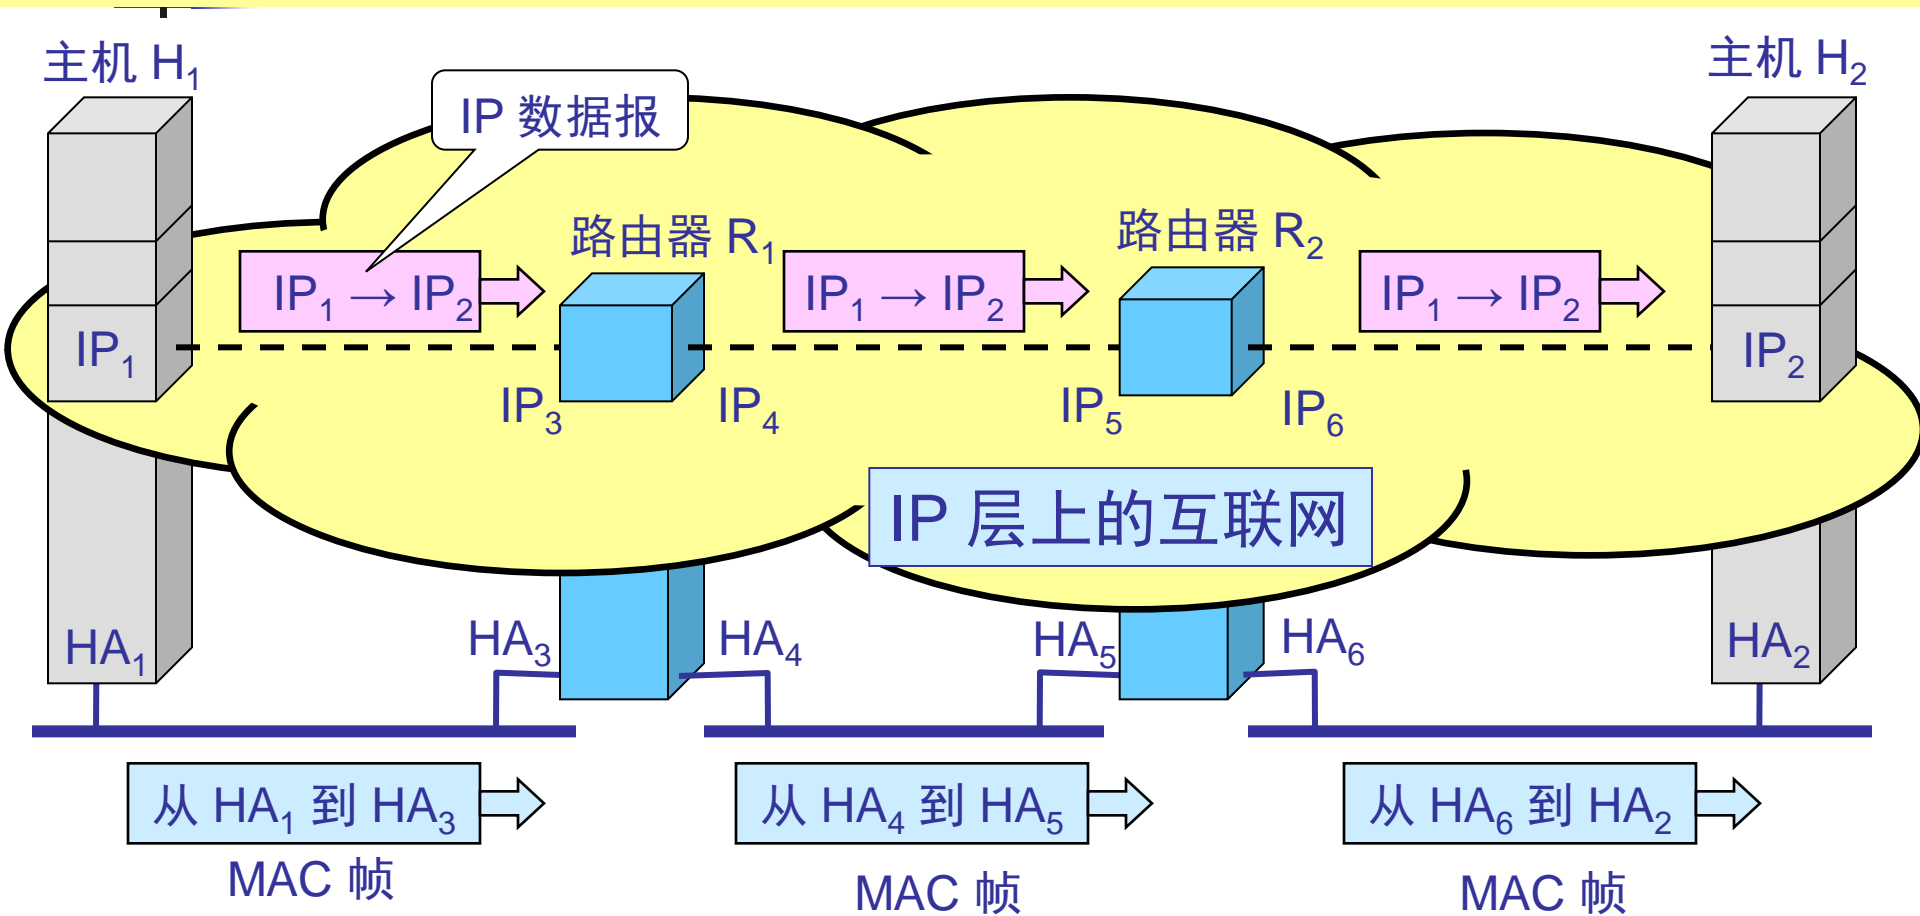 主机 H₁
主机 H₂
IP 数据报
路由器 R₁
路由器 R₂
IP₁ → IP₂
IP₁ → IP₂
IP₁ → IP₂
IP₁
IP₂
IP₃
IP₄
IP₅
IP₆
IP 层上的互联网
HA₁
HA₃
HA₄
HA₅
HA₆
HA₂
从 HA₁ 到 HA₃
从 HA₄ 到 HA₅
从 HA₆ 到 HA₂
MAC 帧
MAC 帧
MAC 帧